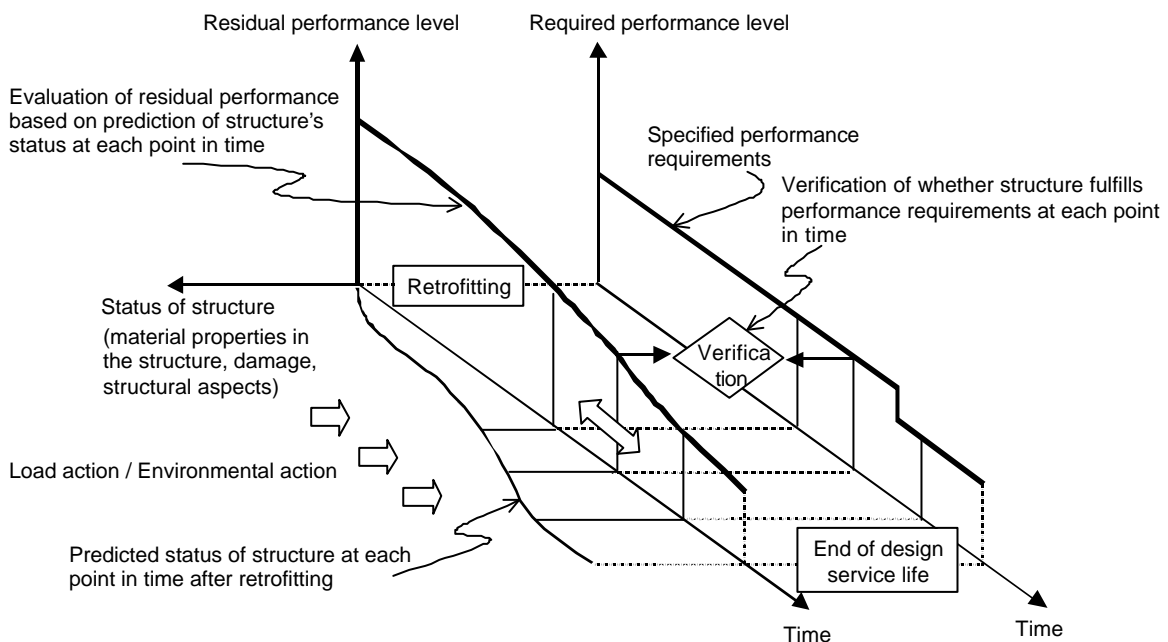 Residual performance level
Required performance level
Evaluation of residual performance
based on prediction of structure's
status at each point in time
Specified performance
requirements
Verification of whether structure fulfills
performance requirements at each point
in time
Retrofitting
Status of structure
(material properties in
the structure, damage,
structural aspects)
Verifica
tion
Load action / Environmental action
Predicted status of structure at each
point in time after retrofitting
End of design
service life
Time
Time